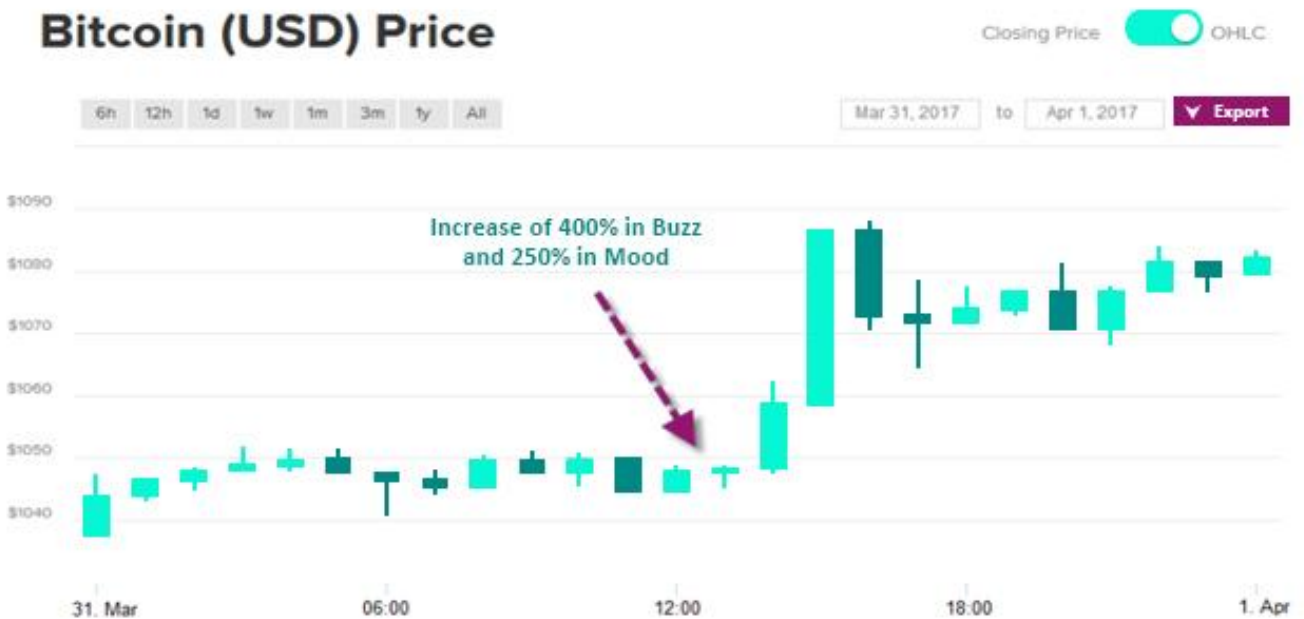 Bitcoin (USD) Price
Closing Price OHLC
6h 12h 1d 1w 1m 3m 1y All
Mar 31, 2017 to Apr 1, 2017 Export
$1090
Increase of 400% in Buzz
and 250% in Mood
$1080
$1070
$1060
$1050
$1040
31. Mar 06:00 12:00 18:00 1. Apr